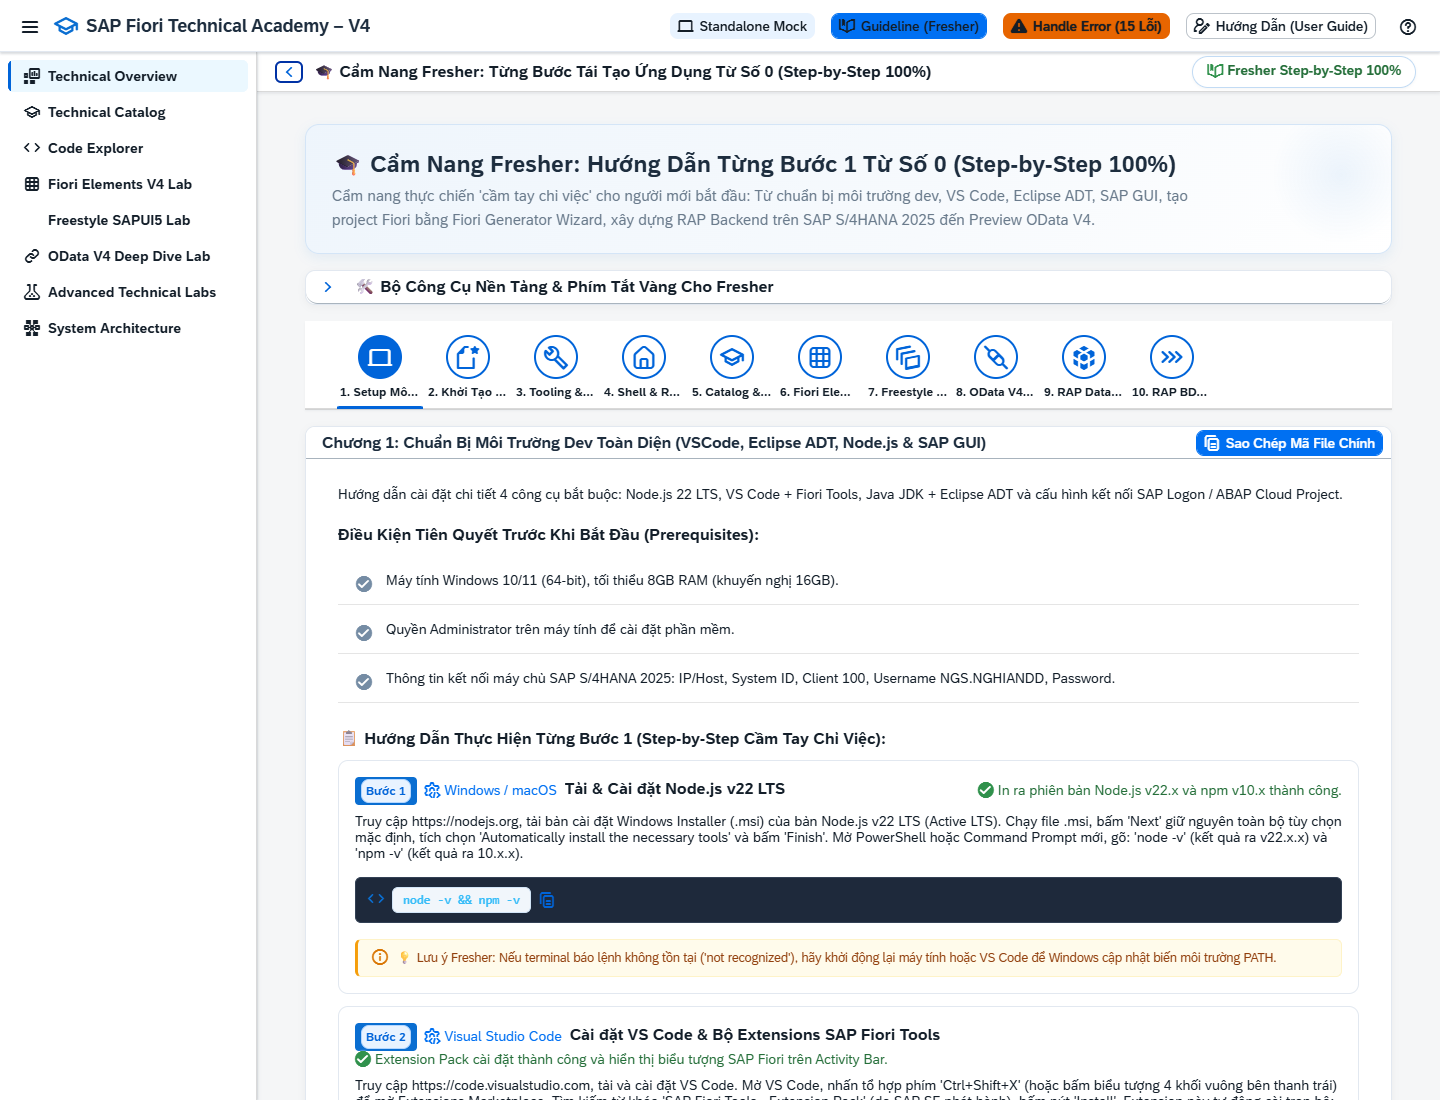 SAP Fiori Technical Academy – V4
Standalone Mock
Guideline (Fresher)
Handle Error (15 Lỗi)
Hướng Dẫn (User Guide)
Technical Overview
Technical Catalog
Code Explorer
Fiori Elements V4 Lab
Freestyle SAPUI5 Lab
OData V4 Deep Dive Lab
Advanced Technical Labs
System Architecture
Cẩm Nang Fresher: Từng Bước Tái Tạo Ứng Dụng Từ Số 0 (Step-by-Step 100%)
Fresher Step-by-Step 100%
Cẩm Nang Fresher: Hướng Dẫn Từng Bước 1 Từ Số 0 (Step-by-Step 100%)
Cẩm nang thực chiến 'cầm tay chỉ việc' cho người mới bắt đầu: Từ chuẩn bị môi trường dev, VS Code, Eclipse ADT, SAP GUI, tạo
project Fiori bằng Fiori Generator Wizard, xây dựng RAP Backend trên SAP S/4HANA 2025 đến Preview OData V4.
Bộ Công Cụ Nền Tảng & Phím Tắt Vàng Cho Fresher
1. Setup Mô...
2. Khởi Tạo ...
3. Tooling &...
4. Shell & R...
5. Catalog &...
6. Fiori Ele...
7. Freestyle ...
8. OData V4...
9. RAP Data...
10. RAP BD...
Chương 1: Chuẩn Bị Môi Trường Dev Toàn Diện (VSCode, Eclipse ADT, Node.js & SAP GUI)
Sao Chép Mã File Chính
Hướng dẫn cài đặt chi tiết 4 công cụ bắt buộc: Node.js 22 LTS, VS Code + Fiori Tools, Java JDK + Eclipse ADT và cấu hình kết nối SAP Logon / ABAP Cloud Project.
Điều Kiện Tiên Quyết Trước Khi Bắt Đầu (Prerequisites):
Máy tính Windows 10/11 (64-bit), tối thiểu 8GB RAM (khuyến nghị 16GB).
Quyền Administrator trên máy tính để cài đặt phần mềm.
Thông tin kết nối máy chủ SAP S/4HANA 2025: IP/Host, System ID, Client 100, Username NGS.NGHIANDD, Password.
Hướng Dẫn Thực Hiện Từng Bước 1 (Step-by-Step Cầm Tay Chỉ Việc):
Bước 1
Windows / macOS
Tải & Cài đặt Node.js v22 LTS
In ra phiên bản Node.js v22.x và npm v10.x thành công.
Truy cập https://nodejs.org, tải bản cài đặt Windows Installer (.msi) của bản Node.js v22 LTS (Active LTS). Chạy file .msi, bấm 'Next' giữ nguyên toàn bộ tùy chọn
mặc định, tích chọn 'Automatically install the necessary tools' và bấm 'Finish'. Mở PowerShell hoặc Command Prompt mới, gõ: 'node -v' (kết quả ra v22.x.x) và
'npm -v' (kết quả ra 10.x.x).
node -v && npm -v
Lưu ý Fresher: Nếu terminal báo lệnh không tồn tại ('not recognized'), hãy khởi động lại máy tính hoặc VS Code để Windows cập nhật biến môi trường PATH.
Bước 2
Visual Studio Code
Cài đặt VS Code & Bộ Extensions SAP Fiori Tools
Extension Pack cài đặt thành công và hiển thị biểu tượng SAP Fiori trên Activity Bar.
Truy cập https://code.visualstudio.com, tải và cài đặt VS Code. Mở VS Code, nhấn tổ hợp phím 'Ctrl+Shift+X' (hoặc bấm biểu tượng 4 khối vuông bên thanh trái)